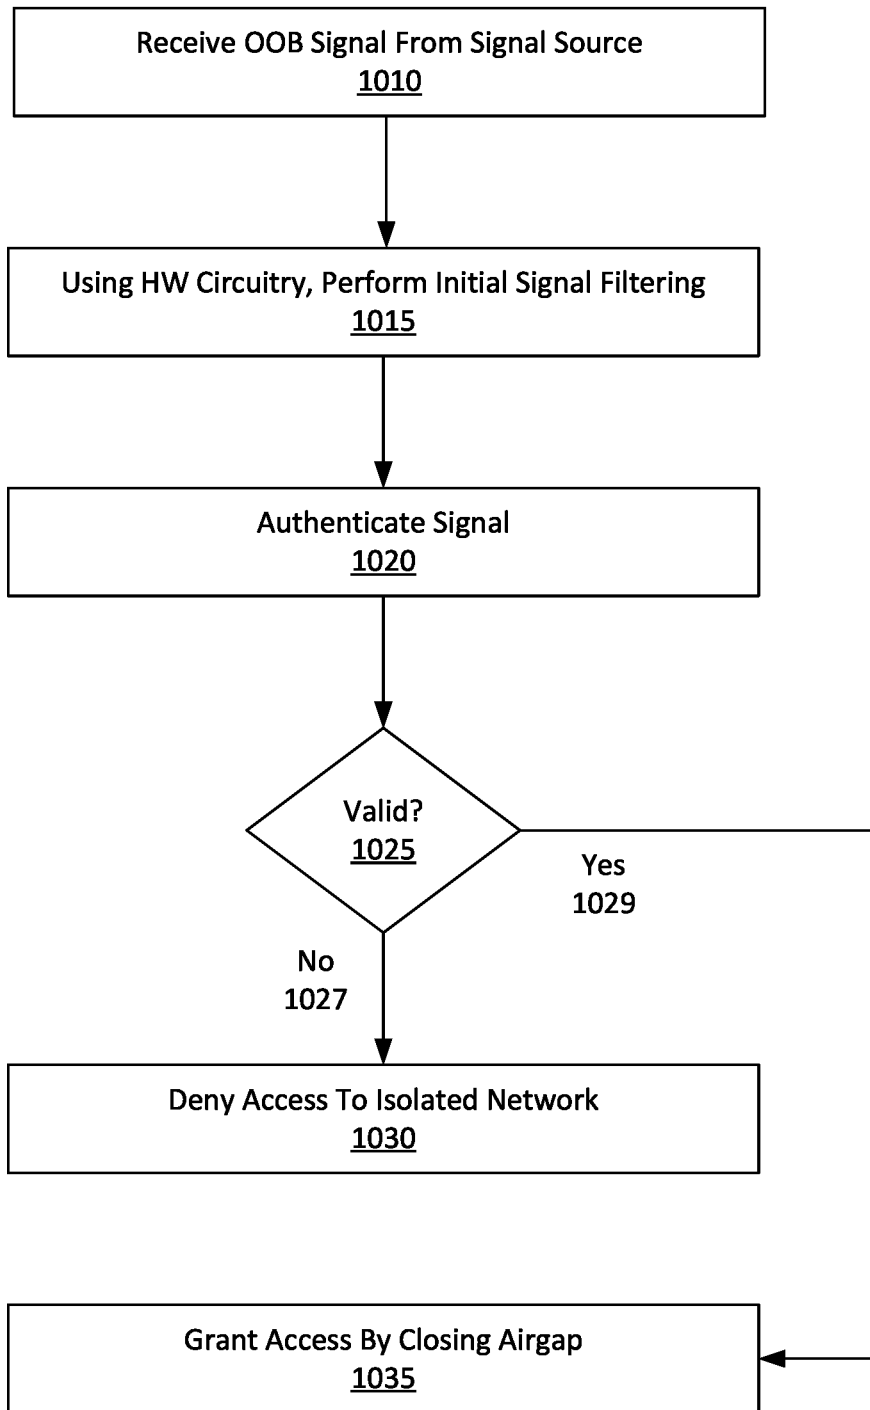 Receive OOB Signal From Signal Source
1010
Using HW Circuitry, Perform Initial Signal Filtering
1015
Authenticate Signal
1020
Valid?
1025
Yes
1029
No
1027
Deny Access To Isolated Network
1030
Grant Access By Closing Airgap
1035